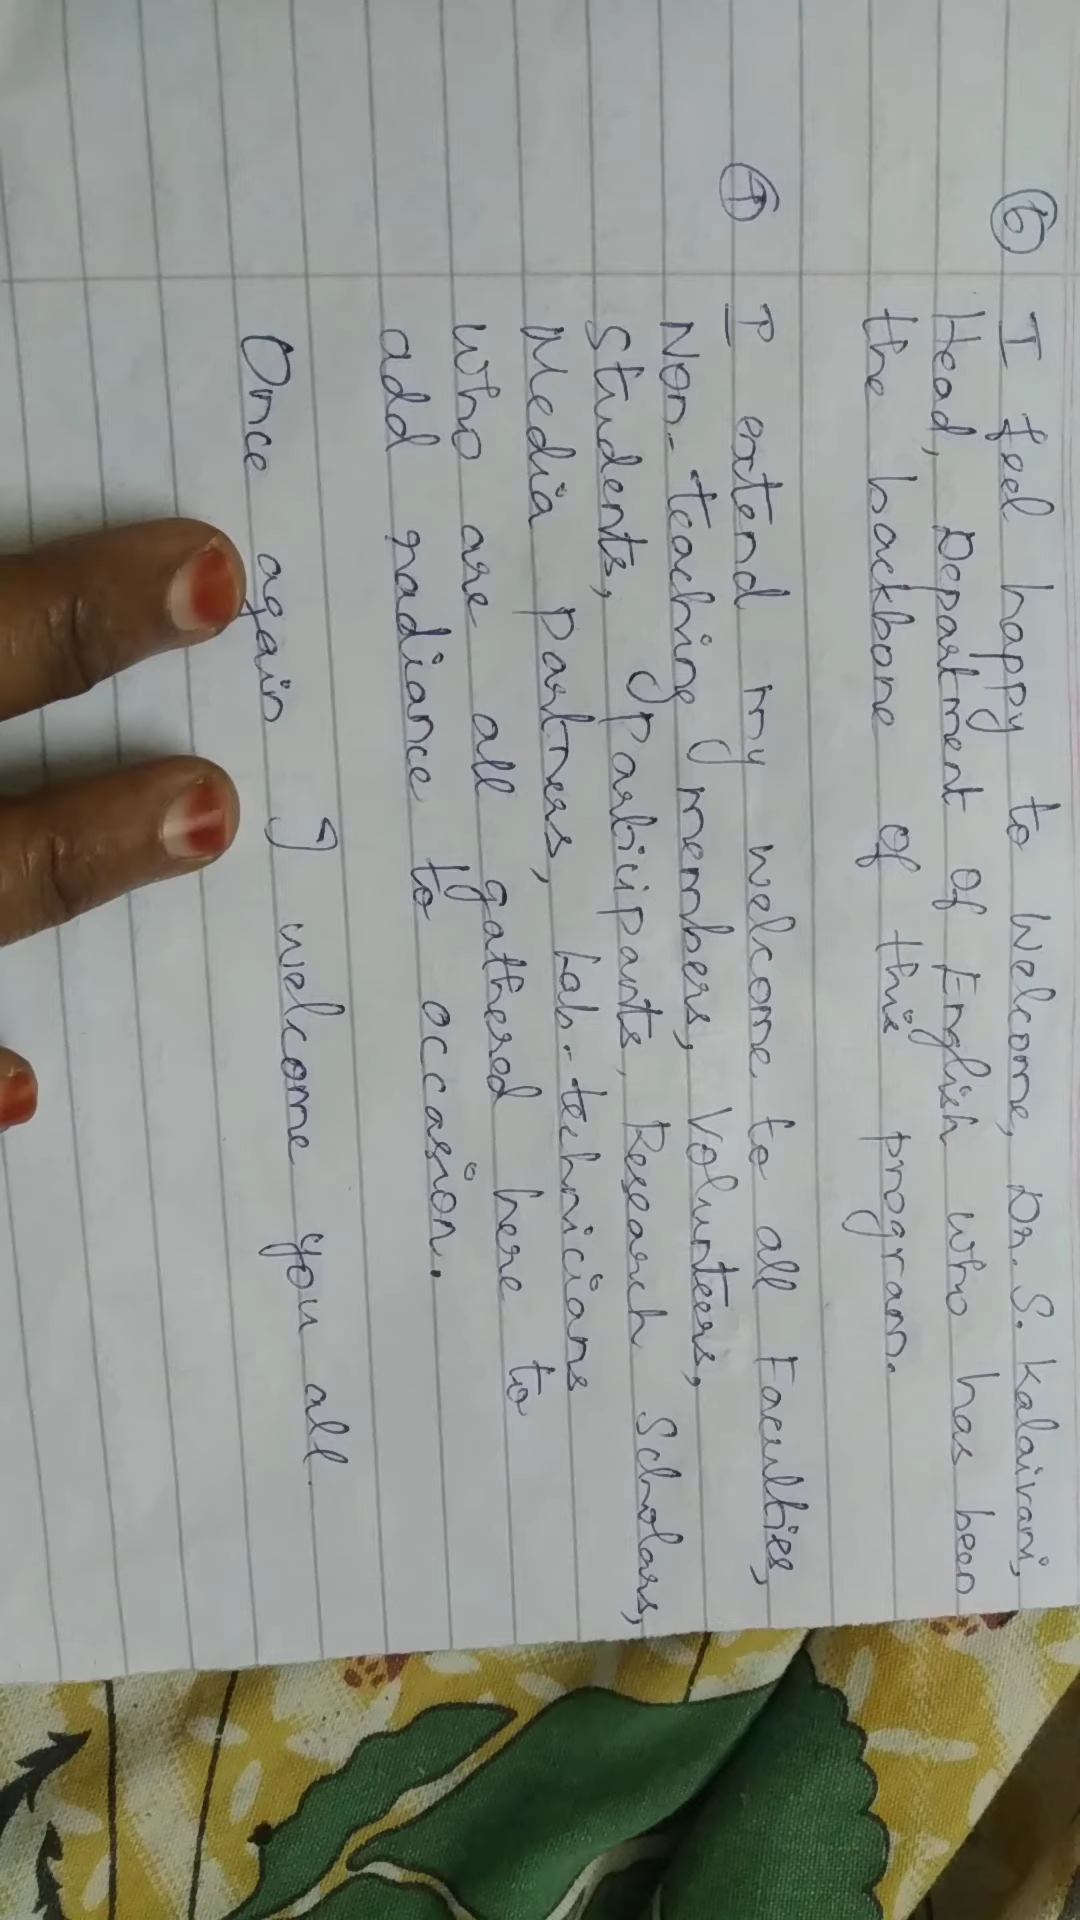 ⑥ I feel happy to Welcome, Dr. S. Kalaivani,
Head, Department of English who has been
the backbone of this program.
⑦ I extend my welcome to all Faculties,
Non-teaching members, Volunteers,
Students, Participants, Research Scholars,
Media partners, Lab-technicians
who are all gathered here to
add radiance to occasion.
Once again I welcome you all.